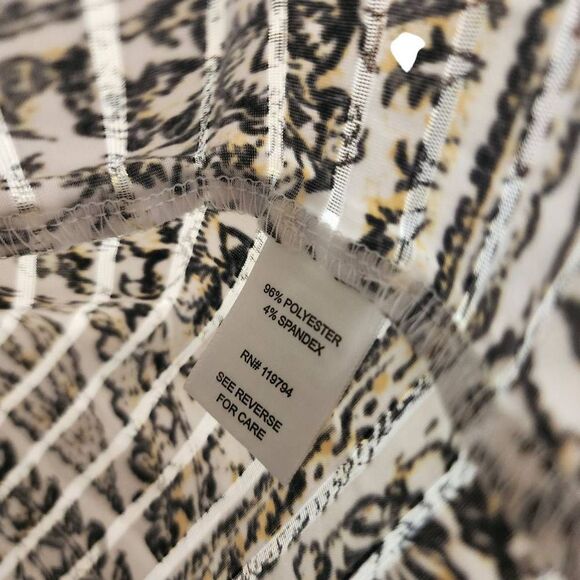 96% POLYESTER
4% SPANDEX
RN# 119794
SEE REVERSE
FOR CARE